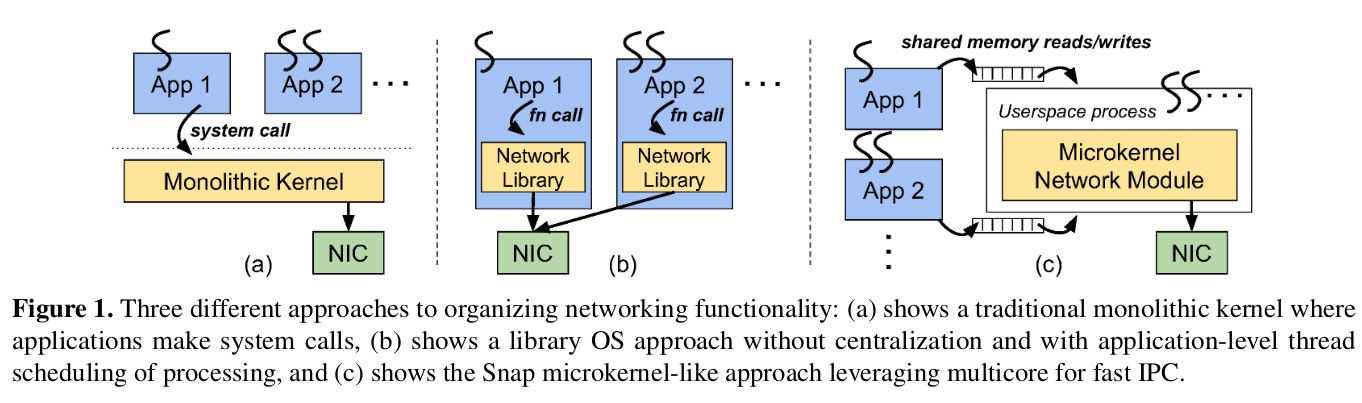 App 1
App 2
...
system call
Monolithic Kernel
NIC
(a)
App 1
App 2
...
fn call
fn call
Network
Library
Network
Library
NIC
(b)
shared memory reads/writes
App 1
App 2
...
Userspace process
...
Microkernel
Network Module
NIC
(c)
Figure 1. Three different approaches to organizing networking functionality: (a) shows a traditional monolithic kernel where
applications make system calls, (b) shows a library OS approach without centralization and with application-level thread
scheduling of processing, and (c) shows the Snap microkernel-like approach leveraging multicore for fast IPC.